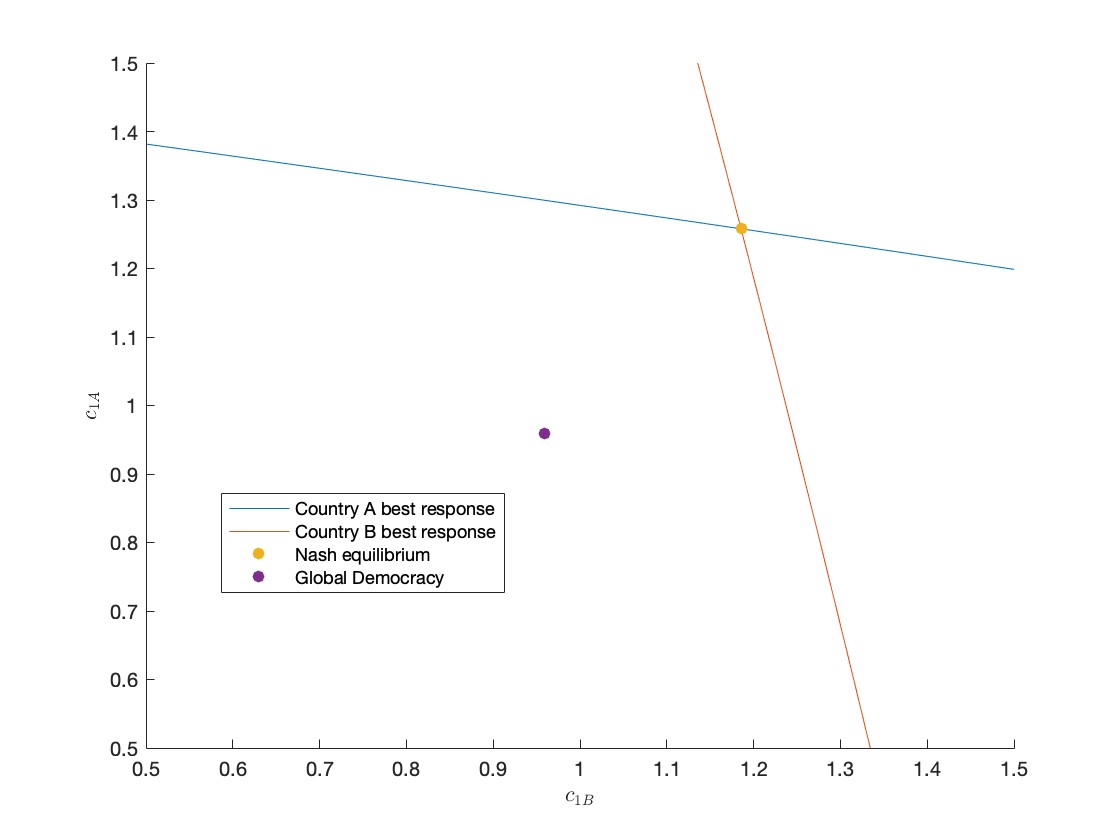 1.5
1.4
1.3
1.2
1.1
1
0.9
0.8
0.7
0.6
0.5
c1A
Country A best response
Country B best response
Nash equilibrium
Global Democracy
0.5 0.6 0.7 0.8 0.9 1 1.1 1.2 1.3 1.4 1.5
c1B